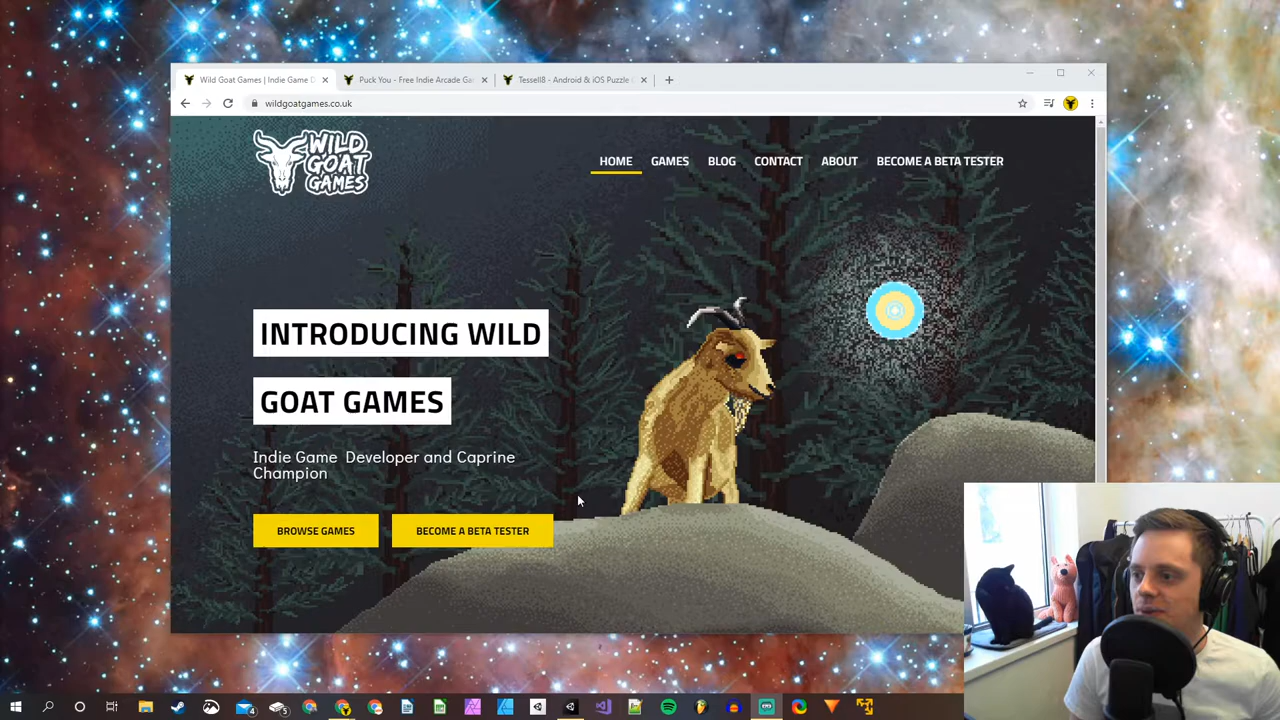 Wild Goat Games | Indie Game D
Puck You - Free Indie Arcade Ga
Tessell8 - Android & iOS Puzzle
wildgoatgames.co.uk
WILD
GOAT
GAMES
HOME
GAMES
BLOG
CONTACT
ABOUT
BECOME A BETA TESTER
INTRODUCING WILD
GOAT GAMES
Indie Game Developer and Caprine
Champion
BROWSE GAMES
BECOME A BETA TESTER